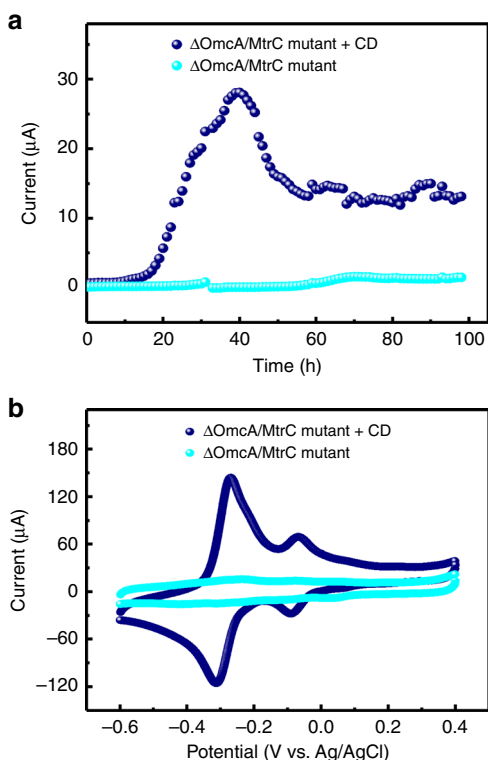 a
ΔOmcA/MtrC mutant + CD
ΔOmcA/MtrC mutant
30
20
10
0
Current (μA)
0 20 40 60 80 100
Time (h)
b
ΔOmcA/MtrC mutant + CD
ΔOmcA/MtrC mutant
180
120
60
0
−60
−120
Current (μA)
−0.6 −0.4 −0.2 0.0 0.2 0.4
Potential (V vs. Ag/AgCl)